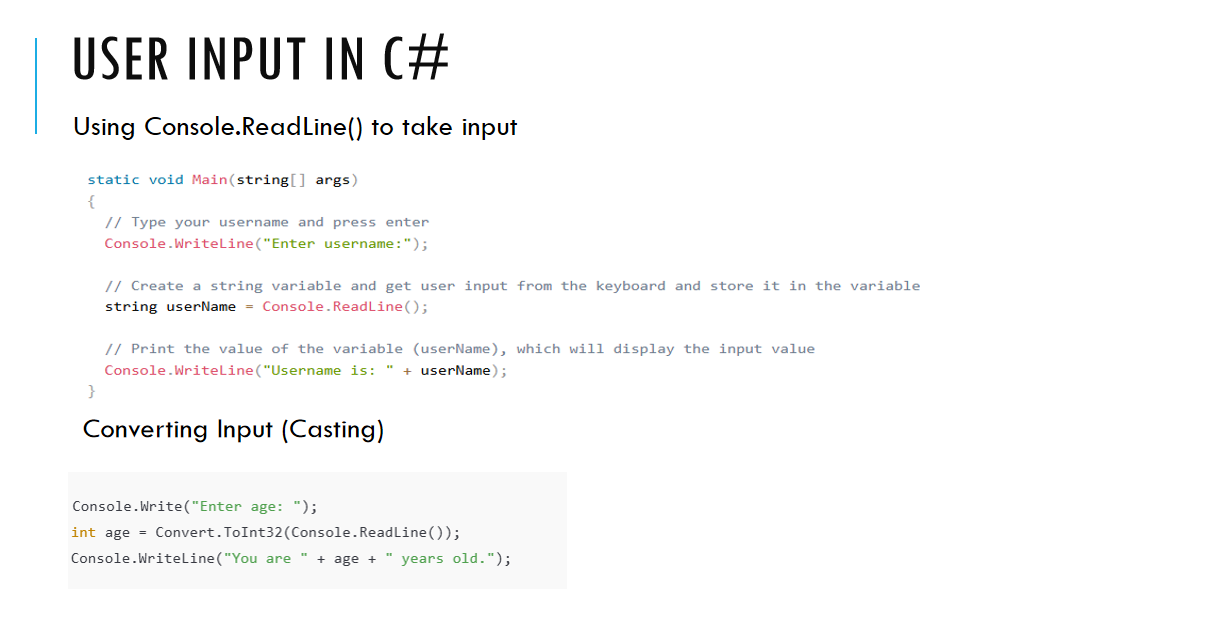 USER INPUT IN C#
Using Console.ReadLine() to take input
static void Main(string[] args)
{
// Type your username and press enter
Console.WriteLine("Enter username:");
// Create a string variable and get user input from the keyboard and store it in the variable
string userName = Console.ReadLine();
// Print the value of the variable (userName), which will display the input value
Console.WriteLine("Username is: " + userName);
}
Converting Input (Casting)
Console.Write("Enter age: ");
int age = Convert.ToInt32(Console.ReadLine());
Console.WriteLine("You are " + age + " years old.");